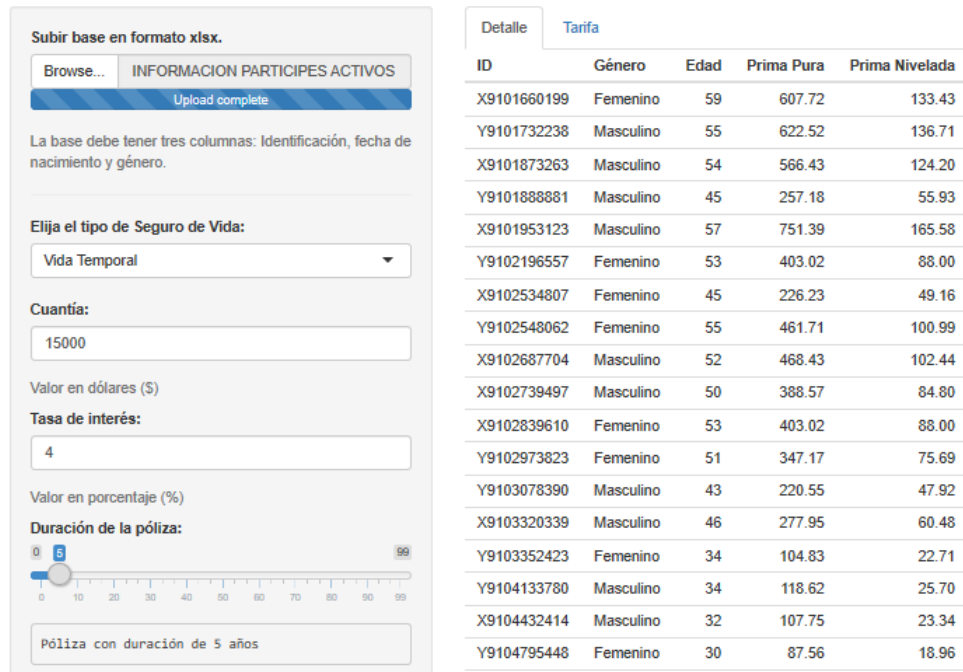 Subir base en formato xlsx.
Browse... INFORMACION PARTICIPES ACTIVOS
Upload complete
La base debe tener tres columnas: Identificación, fecha de
nacimiento y género.
Elija el tipo de Seguro de Vida:
Vida Temporal
Cuantía:
15000
Valor en dólares ($)
Tasa de interés:
4
Valor en porcentaje (%)
Duración de la póliza:
0 5 99
0 10 20 30 40 50 60 70 80 90 99
Póliza con duración de 5 años
Detalle Tarifa
ID Género Edad Prima Pura Prima Nivelada
X9101660199 Femenino 59 607.72 133.43
Y9101732238 Masculino 55 622.52 136.71
X9101873263 Masculino 54 566.43 124.20
Y9101888881 Masculino 45 257.18 55.93
X9101953123 Masculino 57 751.39 165.58
Y9102196557 Femenino 53 403.02 88.00
X9102534807 Femenino 45 226.23 49.16
Y9102548062 Femenino 55 461.71 100.99
X9102687704 Masculino 52 468.43 102.44
X9102739497 Masculino 50 388.57 84.80
X9102839610 Femenino 53 403.02 88.00
Y9102973823 Femenino 51 347.17 75.69
Y9103078390 Masculino 43 220.55 47.92
X9103320339 Masculino 46 277.95 60.48
Y9103352423 Femenino 34 104.83 22.71
Y9104133780 Masculino 34 118.62 25.70
X9104432414 Masculino 32 107.75 23.34
Y9104795448 Femenino 30 87.56 18.96